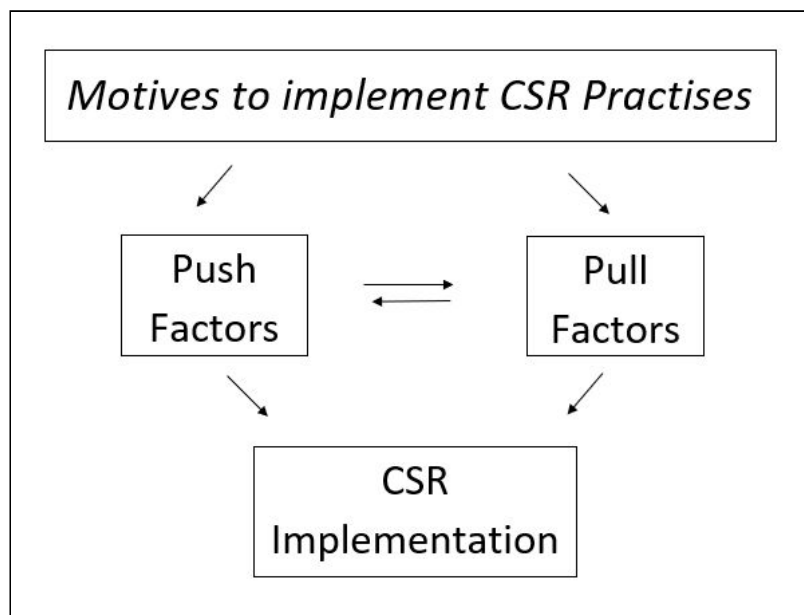 Motives to implement CSR Practises
Push
Factors
Pull
Factors
CSR
Implementation